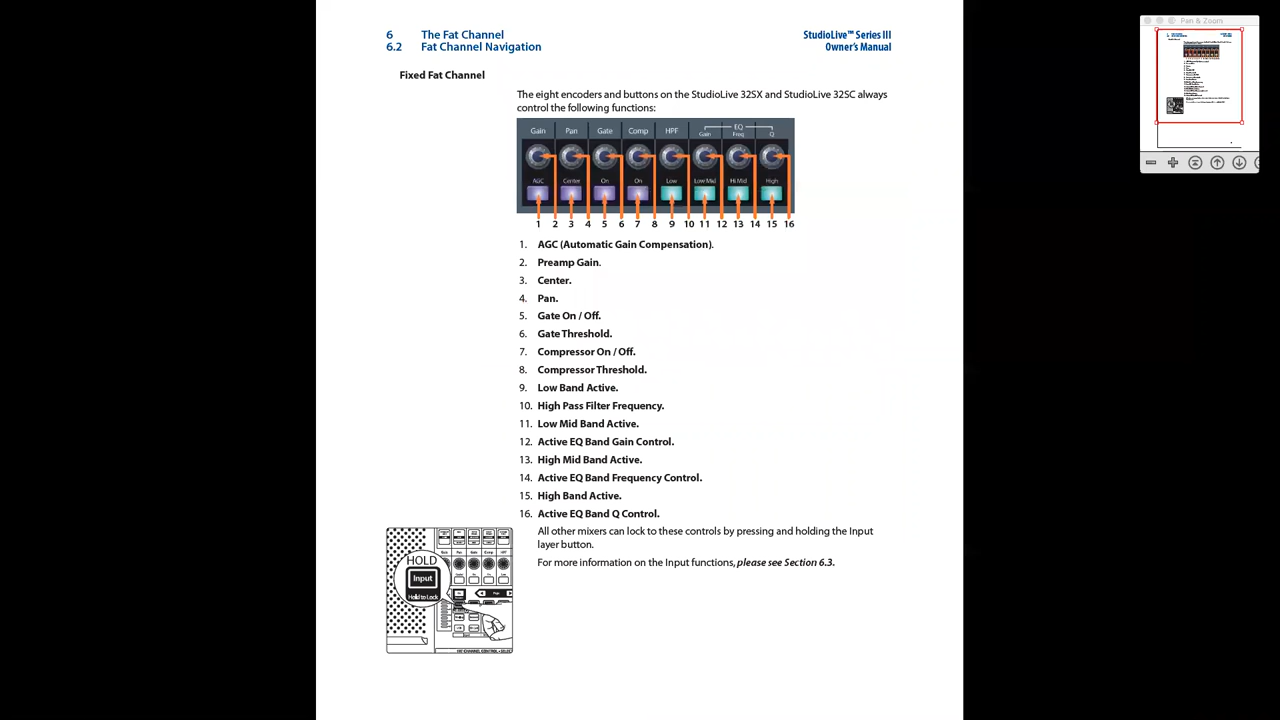 6 The Fat Channel
6.2 Fat Channel Navigation
StudioLive™ Series III
Owner's Manual
Pan & Zoom
Fixed Fat Channel
The eight encoders and buttons on the StudioLive 32SX and StudioLive 32SC always
control the following functions:
Gain Pan Gate Comp HPF EQ
Gain Freq Q
AGC Center On On Low Low Mid Hi Mid High
1 2 3 4 5 6 7 8 9 10 11 12 13 14 15 16
1. AGC (Automatic Gain Compensation).
2. Preamp Gain.
3. Center.
4. Pan.
5. Gate On / Off.
6. Gate Threshold.
7. Compressor On / Off.
8. Compressor Threshold.
9. Low Band Active.
10. High Pass Filter Frequency.
11. Low Mid Band Active.
12. Active EQ Band Gain Control.
13. High Mid Band Active.
14. Active EQ Band Frequency Control.
15. High Band Active.
16. Active EQ Band Q Control.
All other mixers can lock to these controls by pressing and holding the Input
layer button.
For more information on the Input functions, please see Section 6.3.
Gain Pan Gate Comp HPF
HOLD
Input
Hold to Lock